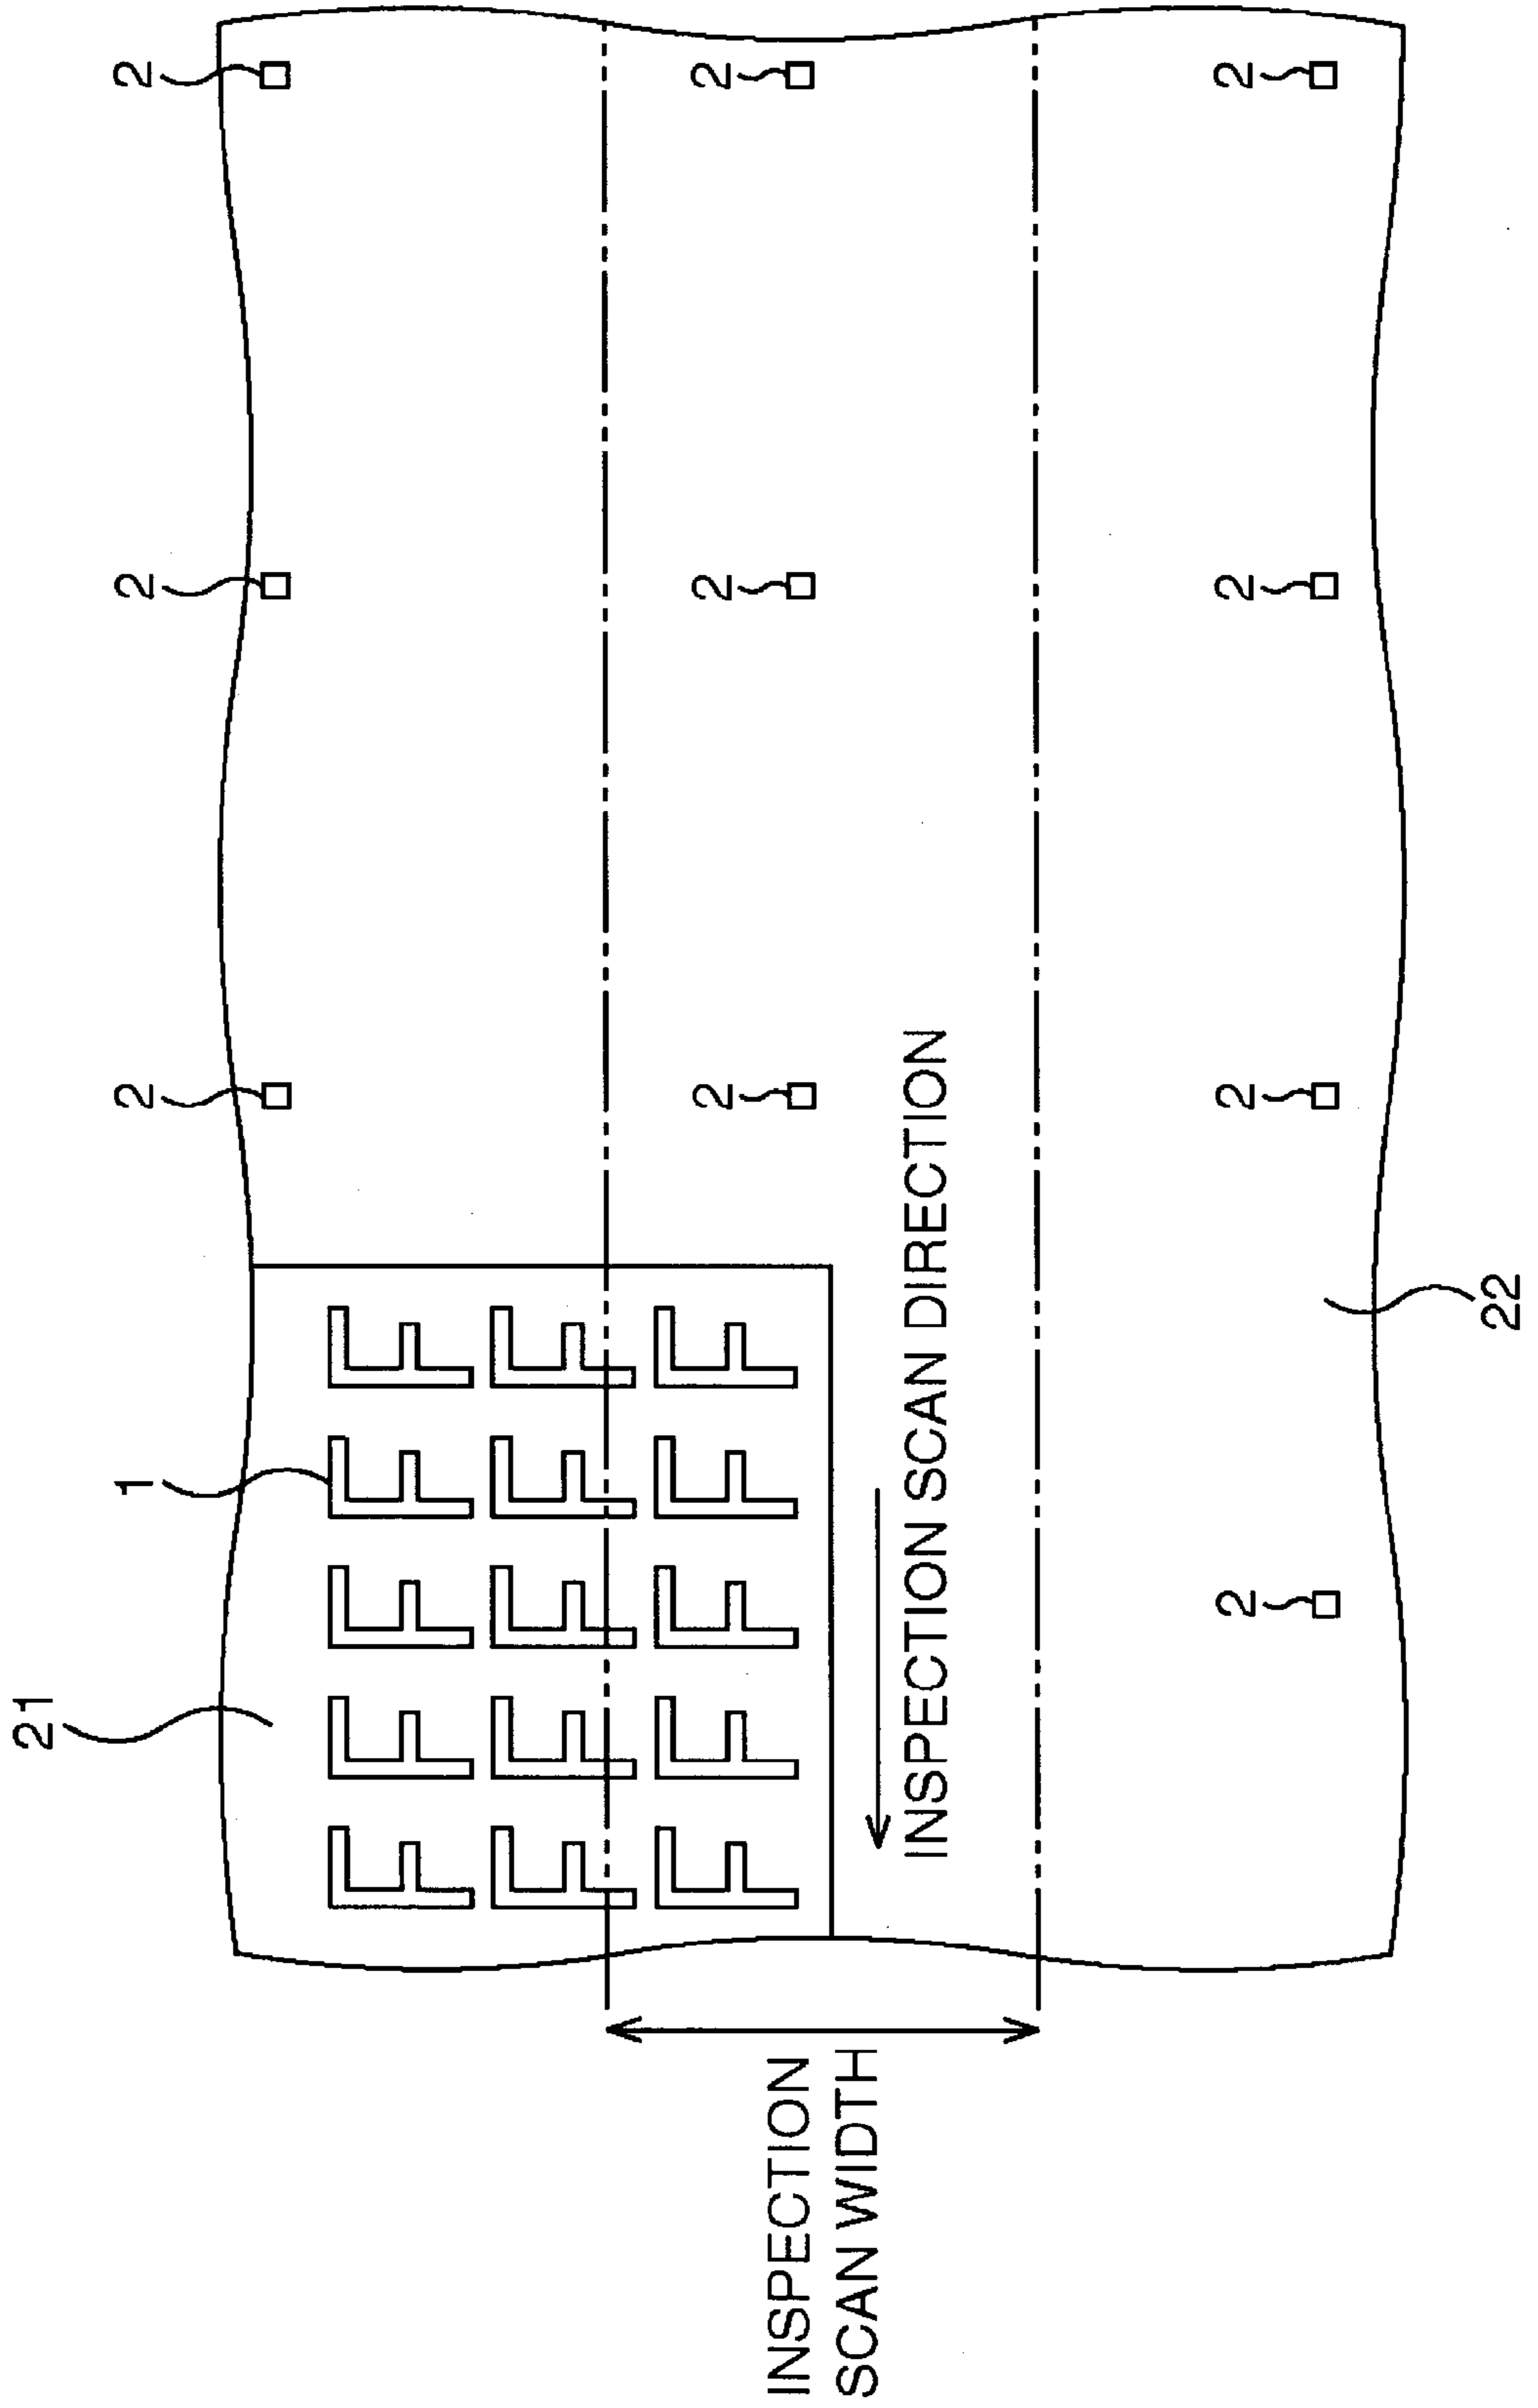 21
1 2 2 2
F F F F F
F F F F F
F F F F F
2 2 2
INSPECTION
SCAN WIDTH
INSPECTION SCAN DIRECTION
2 2 2 2
22